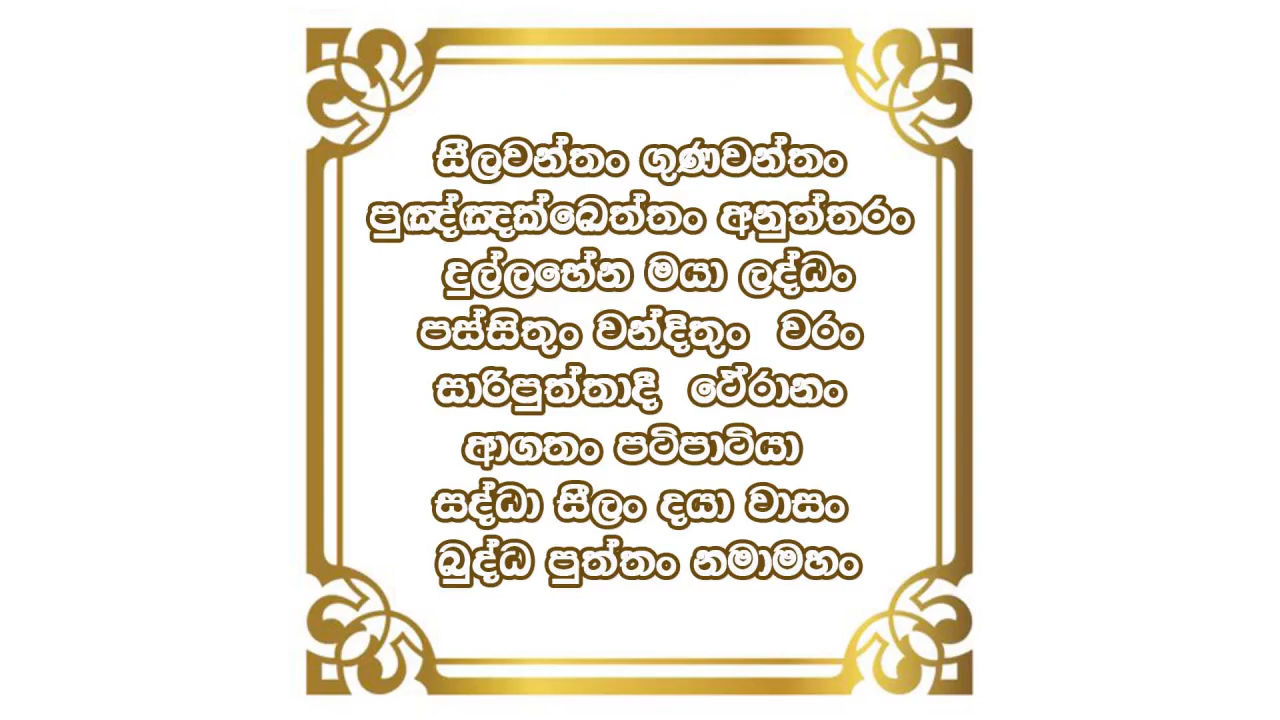 සීලවන්තං ගුණවන්තං
පුඤ්ඤක්ඛෙත්තං අනුත්තරං
දුල්ලභේන මයා ලද්ධං
පස්සිතුං වන්දිතුං වරං
සාරිපුත්තාදී ථේරානං
ආගතං පටිපාටියා
සද්ධා සීලං දයා වාසං
බුද්ධ පුත්තං නමාමහං